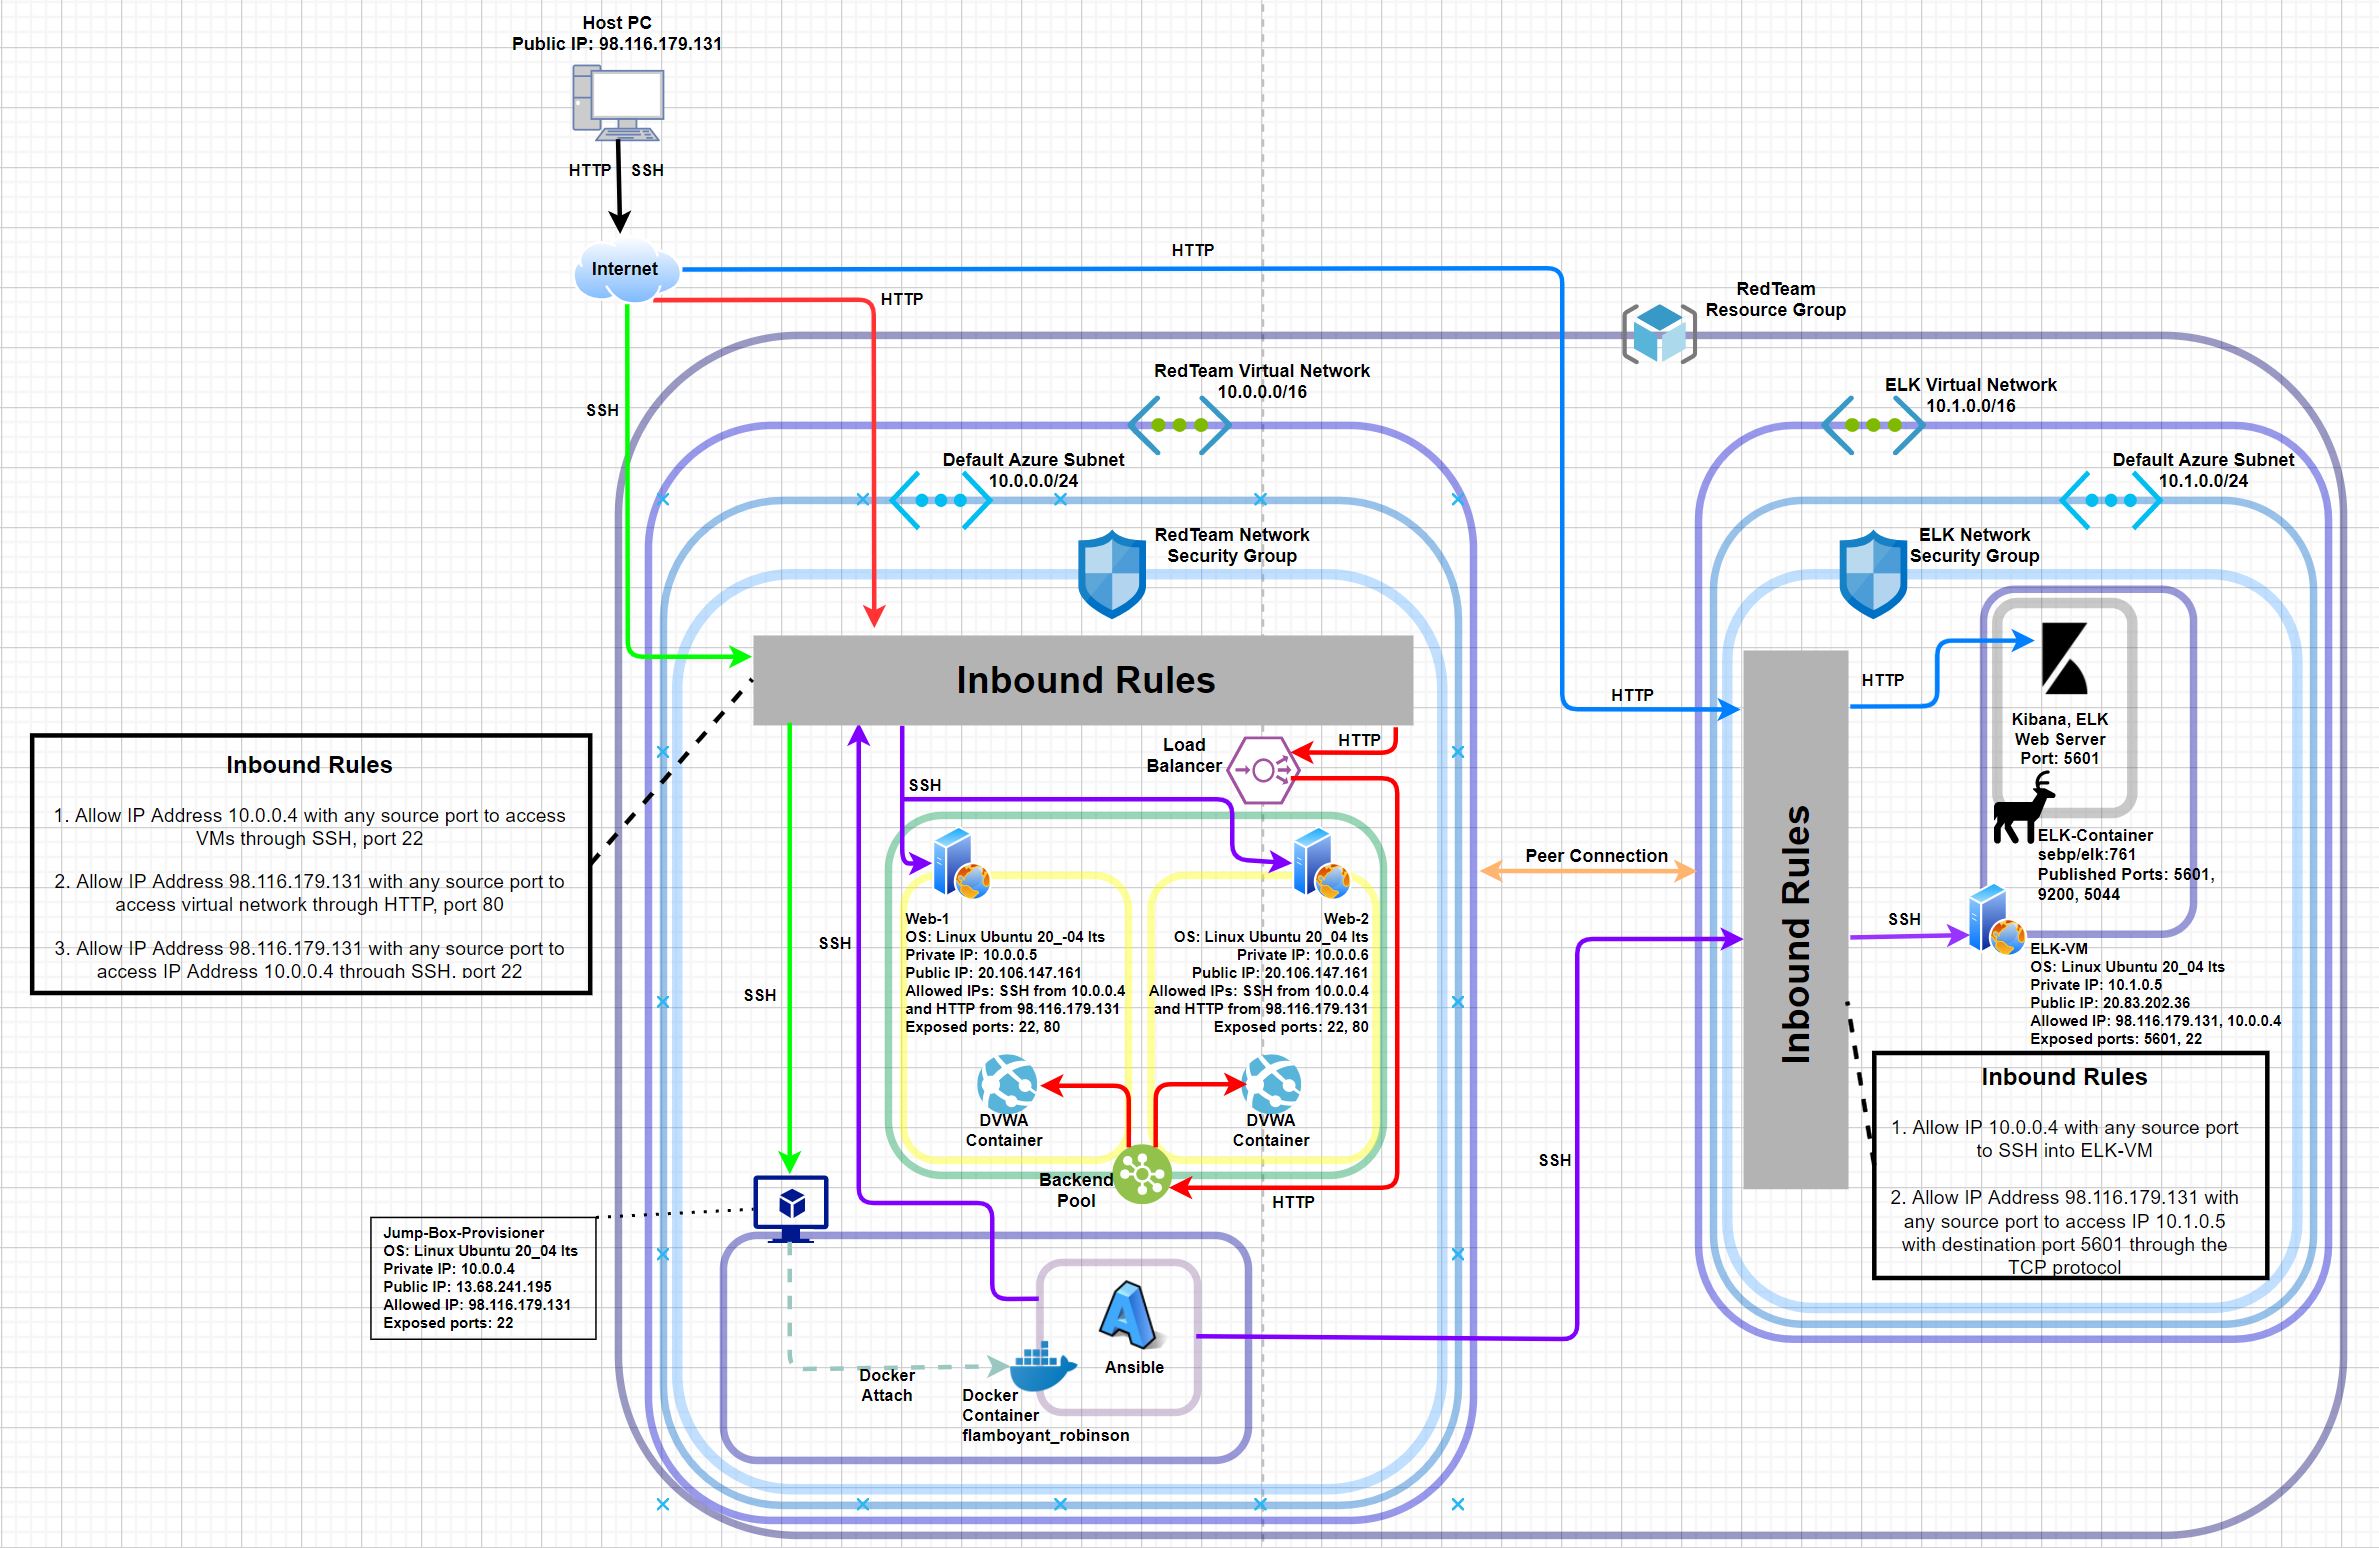 Host PC
Public IP: 98.116.179.131
HTTP
SSH
Internet
HTTP
HTTP
SSH
RedTeam
Resource Group
RedTeam Virtual Network
10.0.0.0/16
ELK Virtual Network
10.1.0.0/16
Default Azure Subnet
10.0.0.0/24
Default Azure Subnet
10.1.0.0/24
RedTeam Network
Security Group
ELK Network
Security Group
Inbound Rules
HTTP
HTTP
Kibana, ELK
Web Server
Port: 5601
Inbound Rules
1. Allow IP Address 10.0.0.4 with any source port to access
VMs through SSH, port 22
2. Allow IP Address 98.116.179.131 with any source port to
access virtual network through HTTP, port 80
3. Allow IP Address 98.116.179.131 with any source port to
access IP Address 10.0.0.4 through SSH, port 22
Load
Balancer
HTTP
SSH
ELK-Container
sebp/elk:761
Published Ports: 5601,
9200, 5044
Peer Connection
Inbound Rules
SSH
Web-1
OS: Linux Ubuntu 20_-04 lts
Private IP: 10.0.0.5
Public IP: 20.106.147.161
Allowed IPs: SSH from 10.0.0.4
and HTTP from 98.116.179.131
Exposed ports: 22, 80
Web-2
OS: Linux Ubuntu 20_04 lts
Private IP: 10.0.0.6
Public IP: 20.106.147.161
Allowed IPs: SSH from 10.0.0.4
and HTTP from 98.116.179.131
Exposed ports: 22, 80
SSH
SSH
ELK-VM
OS: Linux Ubuntu 20_04 lts
Private IP: 10.1.0.5
Public IP: 20.83.202.36
Allowed IP: 98.116.179.131, 10.0.0.4
Exposed ports: 5601, 22
DVWA
Container
DVWA
Container
Backend
Pool
HTTP
SSH
Inbound Rules
1. Allow IP 10.0.0.4 with any source port
to SSH into ELK-VM
2. Allow IP Address 98.116.179.131 with
any source port to access IP 10.1.0.5
with destination port 5601 through the
TCP protocol
Jump-Box-Provisioner
OS: Linux Ubuntu 20_04 lts
Private IP: 10.0.0.4
Public IP: 13.68.241.195
Allowed IP: 98.116.179.131
Exposed ports: 22
Ansible
Docker
Attach
Docker
Container
flamboyant_robinson